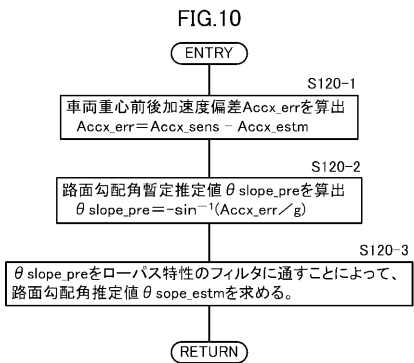 FIG.10
ENTRY
S120-1
車両重心前後加速度偏差Accx_errを算出
Accx_err=Accx_sens − Accx_estm
S120-2
路面勾配角暫定推定値θslope_preを算出
θslope_pre=-sin⁻¹(Accx_err/g)
S120-3
θslope_preをローパス特性のフィルタに通すことによって、
路面勾配角推定値θsope_estmを求める。
RETURN